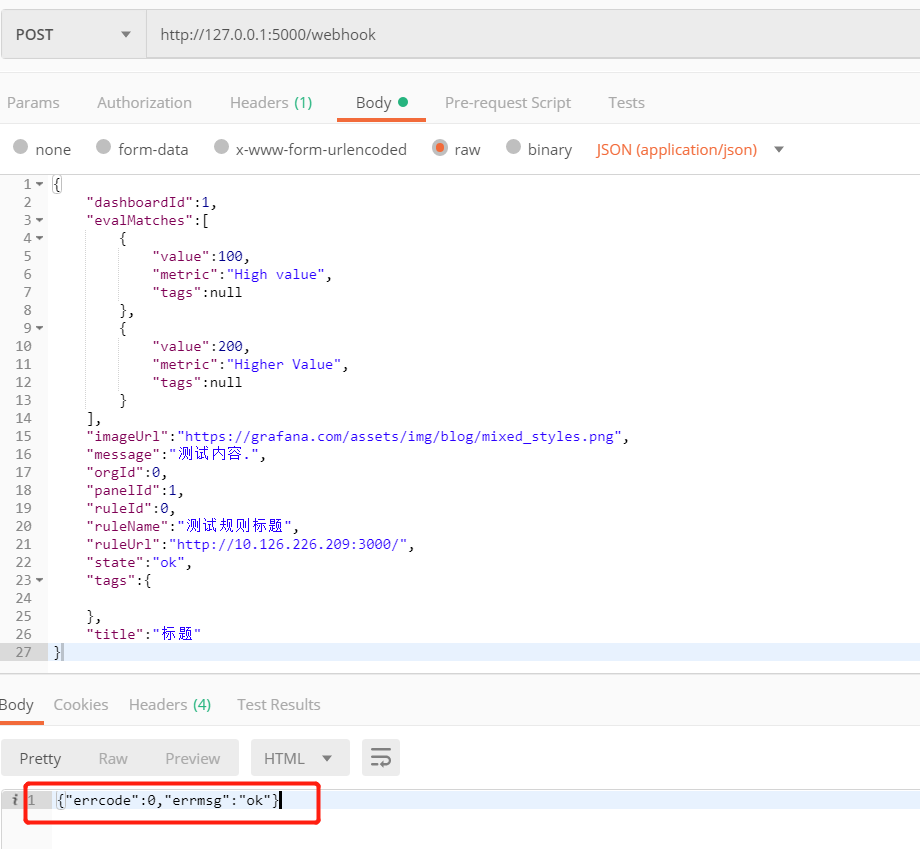 POST http://127.0.0.1:5000/webhook
Params Authorization Headers (1) Body Pre-request Script Tests
none form-data x-www-form-urlencoded raw binary JSON (application/json)
1 {
2 "dashboardId":1,
3 "evalMatches":[
4 {
5 "value":100,
6 "metric":"High value",
7 "tags":null
8 },
9 {
10 "value":200,
11 "metric":"Higher Value",
12 "tags":null
13 }
14 ],
15 "imageUrl":"https://grafana.com/assets/img/blog/mixed_styles.png",
16 "message":"测试内容.",
17 "orgId":0,
18 "panelId":1,
19 "ruleId":0,
20 "ruleName":"测试规则标题",
21 "ruleUrl":"http://10.126.226.209:3000/",
22 "state":"ok",
23 "tags":{
24
25 },
26 "title":"标题"
27 }
Body Cookies Headers (4) Test Results
Pretty Raw Preview HTML
i 1 {"errcode":0,"errmsg":"ok"}